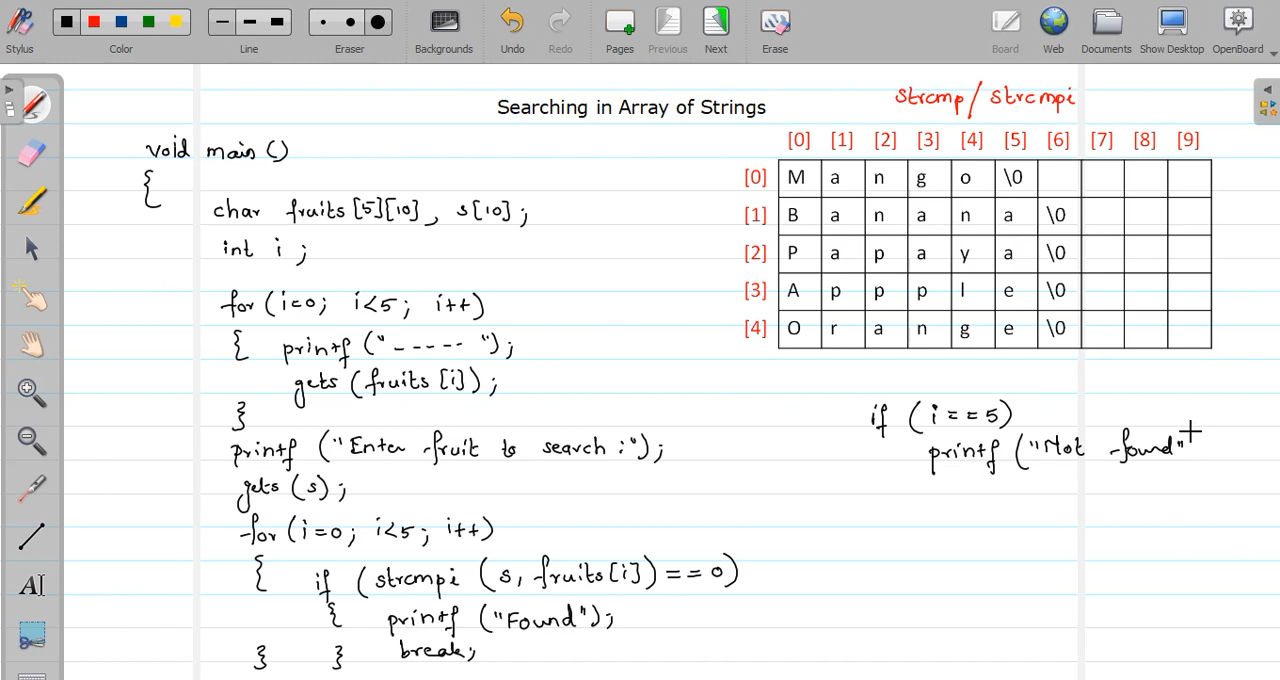 Stylus Color Line Eraser Backgrounds Undo Redo Pages Previous Next Erase Board Web Documents Show Desktop OpenBoard
Searching in Array of Strings
strcmp/ strcmpi
void main ()
{
char fruits [5][10], s[10];
int i ;
for (i=0; i<5; i++)
{ printf ("----- ");
gets (fruits [i]);
}
printf ("Enter fruit to search :");
gets (s);
for (i=0; i<5; i++)
{ if (strcmpi (s, fruits[i]) == 0)
{ printf ("Found");
} } break;
[0] [1] [2] [3] [4] [5] [6] [7] [8] [9]
[0] M a n g o \0
[1] B a n a n a \0
[2] P a p a y a \0
[3] A p p p l e \0
[4] O r a n g e \0
if (i == 5)
printf ("Not found"
AI